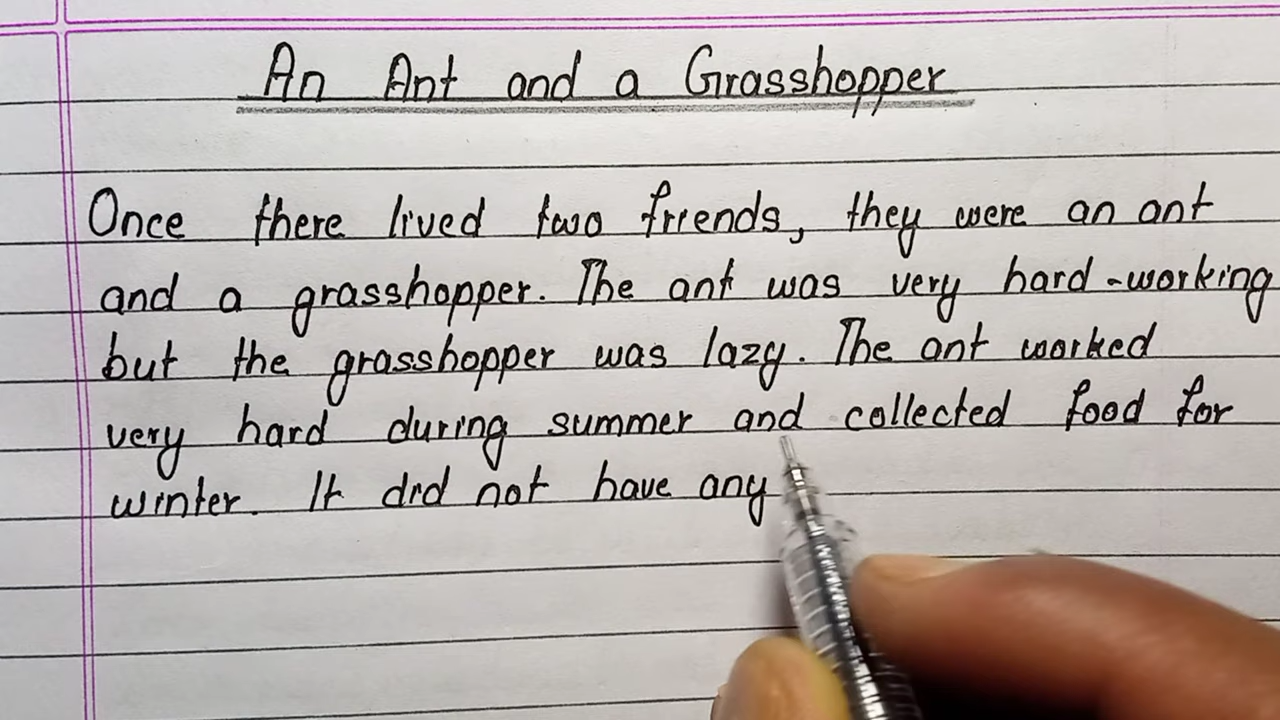 An Ant and a Grasshopper
Once there lived two friends, they were an ant
and a grasshopper. The ant was very hard-working
but the grasshopper was lazy. The ant worked
very hard during summer and collected food for
winter. It did not have any